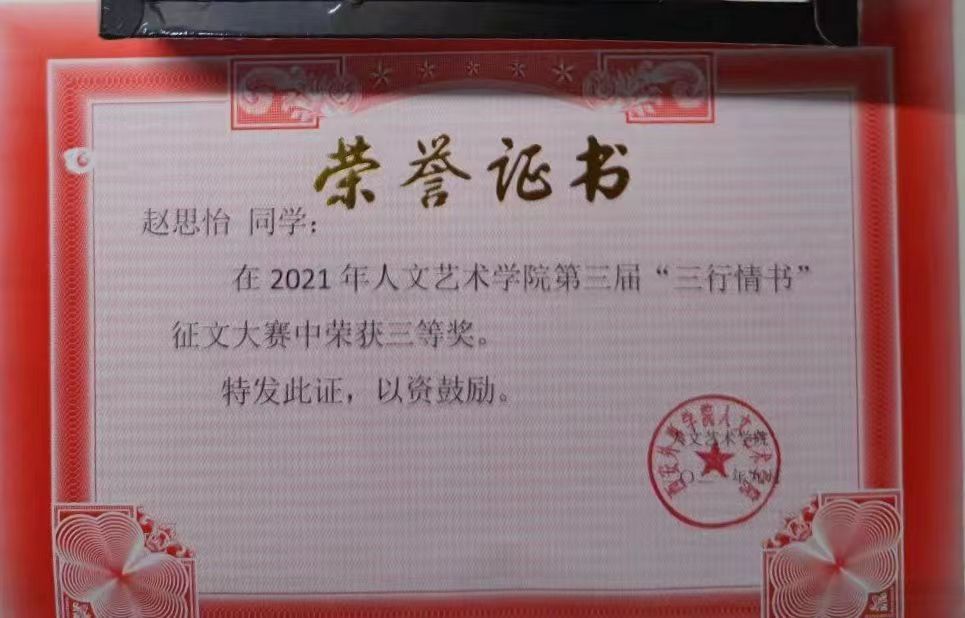 荣誉证书
赵思怡 同学：
在 2021 年人文艺术学院第三届“三行情书”
征文大赛中荣获三等奖。
特发此证，以资鼓励。
文艺术学院